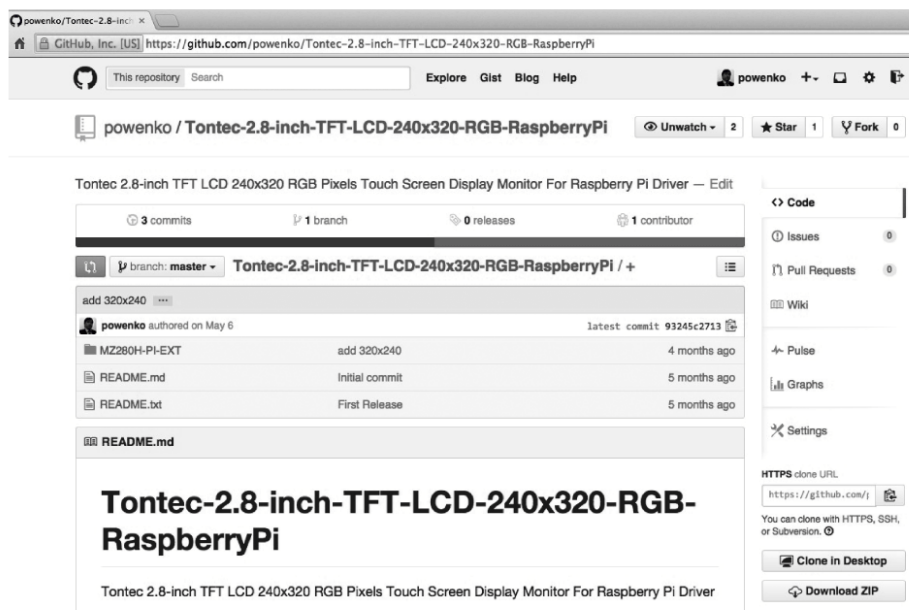 powenko/Tontec-2.8-inch ×
GitHub, Inc. [US] https://github.com/powenko/Tontec-2.8-inch-TFT-LCD-240x320-RGB-RaspberryPi
This repository Search Explore Gist Blog Help powenko
powenko / Tontec-2.8-inch-TFT-LCD-240x320-RGB-RaspberryPi Unwatch 2 Star 1 Fork 0
Tontec 2.8-inch TFT LCD 240x320 RGB Pixels Touch Screen Display Monitor For Raspberry Pi Driver — Edit
3 commits 1 branch 0 releases 1 contributor
branch: master Tontec-2.8-inch-TFT-LCD-240x320-RGB-RaspberryPi / +
add 320x240 ...
powenko authored on May 6 latest commit 93245c2713
MZ280H-PI-EXT add 320x240 4 months ago
README.md Initial commit 5 months ago
README.txt First Release 5 months ago
README.md
Tontec-2.8-inch-TFT-LCD-240x320-RGB-
RaspberryPi
Tontec 2.8-inch TFT LCD 240x320 RGB Pixels Touch Screen Display Monitor For Raspberry Pi Driver
Code
Issues 0
Pull Requests 0
Wiki
Pulse
Graphs
Settings
HTTPS clone URL
https://github.com/
You can clone with HTTPS, SSH,
or Subversion.
Clone in Desktop
Download ZIP